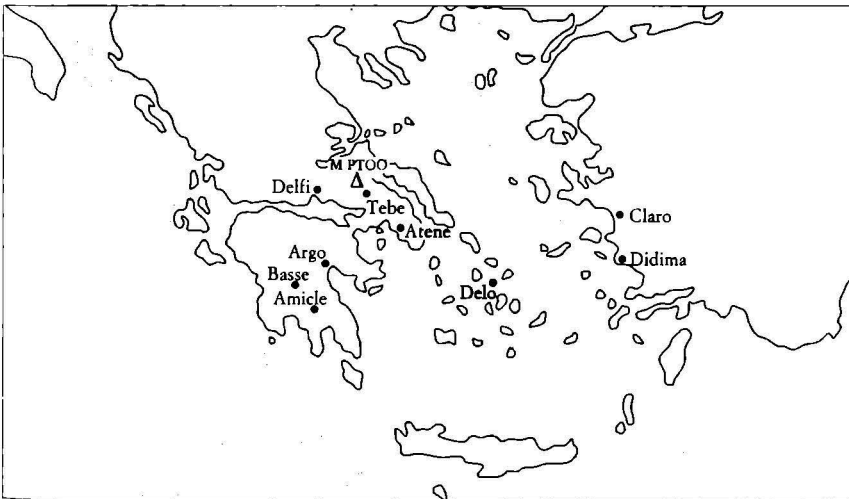 M PTOO
Delfi
Tebe
Atene
Claro
Argo
Didima
Basse
Delo
Amicle